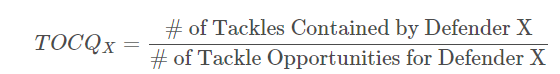 # of Tackles Contained by Defender X
TOCQ_X =
# of Tackle Opportunities for Defender X